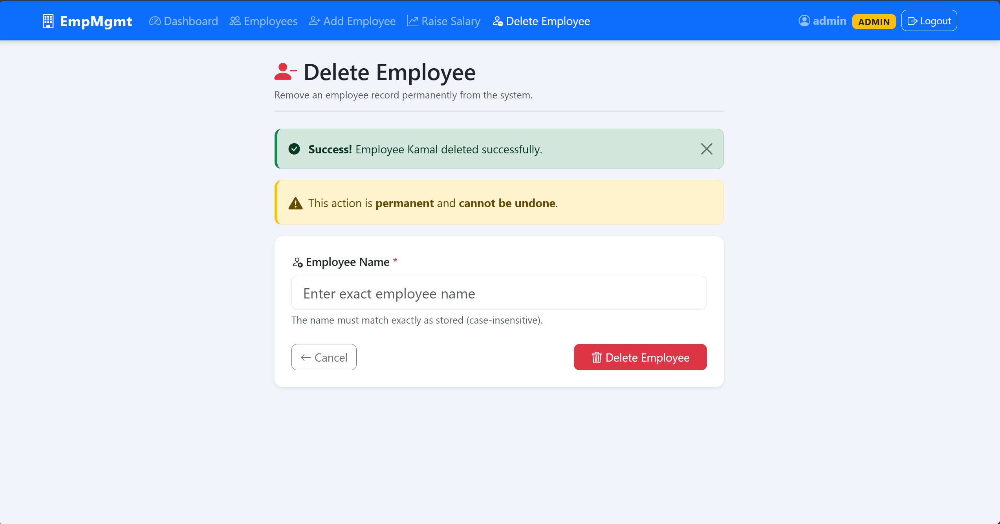 EmpMgmt Dashboard Employees Add Employee Raise Salary Delete Employee admin ADMIN Logout
Delete Employee
Remove an employee record permanently from the system.
Success! Employee Kamal deleted successfully.
This action is permanent and cannot be undone.
Employee Name *
Enter exact employee name
The name must match exactly as stored (case-insensitive).
Cancel Delete Employee